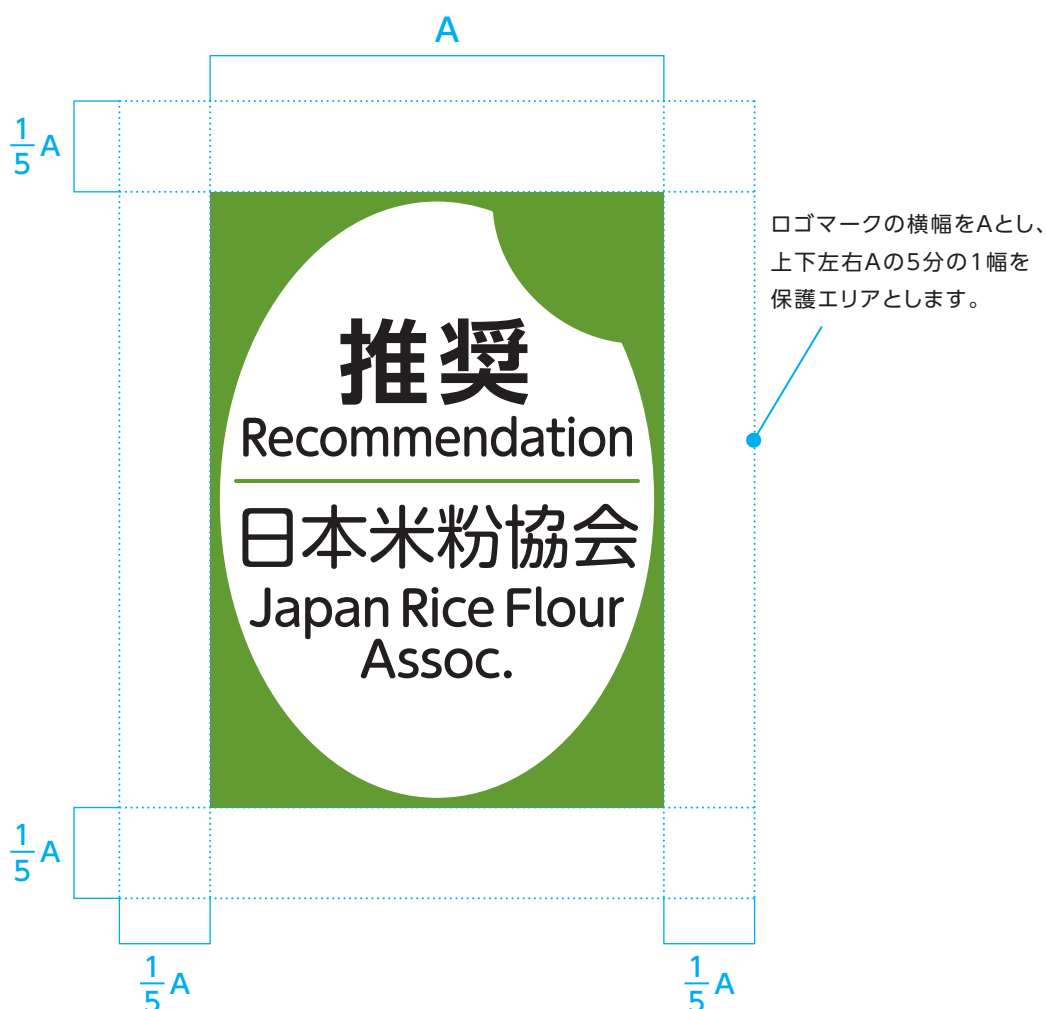 A
1/5 A
ロゴマークの横幅をAとし、
上下左右Aの5分の1幅を
保護エリアとします。
推奨
Recommendation
日本米粉協会
Japan Rice Flour
Assoc.
1/5 A
1/5 A
1/5 A